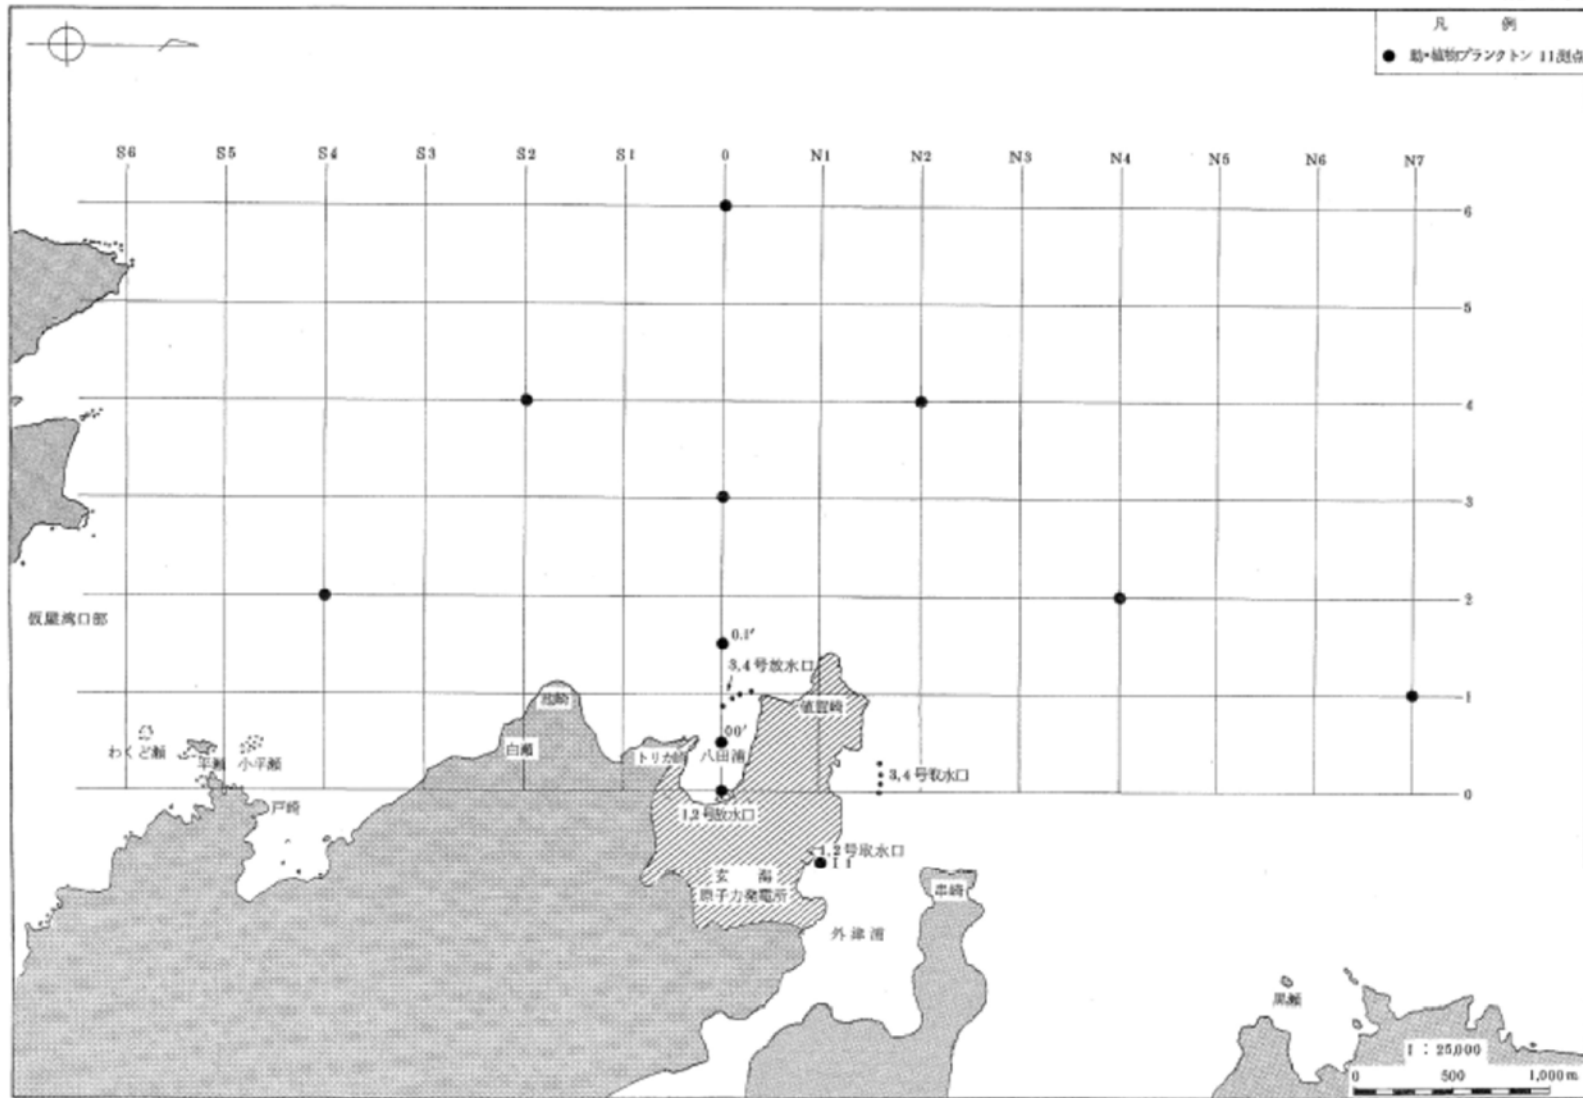 凡例
● 動・植物プランクトン 11測点
S6 S5 S4 S3 S2 S1 0 N1 N2 N3 N4 N5 N6 N7
6
5
4
3
2
仮屋湾口部
0.1′
3,4号放水口
1
値賀崎
白瀬
トリカ崎
00′
八田浦
わくど瀬
平瀬
小平瀬
3,4号取水口
0
戸崎
1,2号放水口
1,2号取水口
I 1
玄海
原子力発電所
串崎
外津浦
黒瀬
1 : 25,000
0 500 1,000m